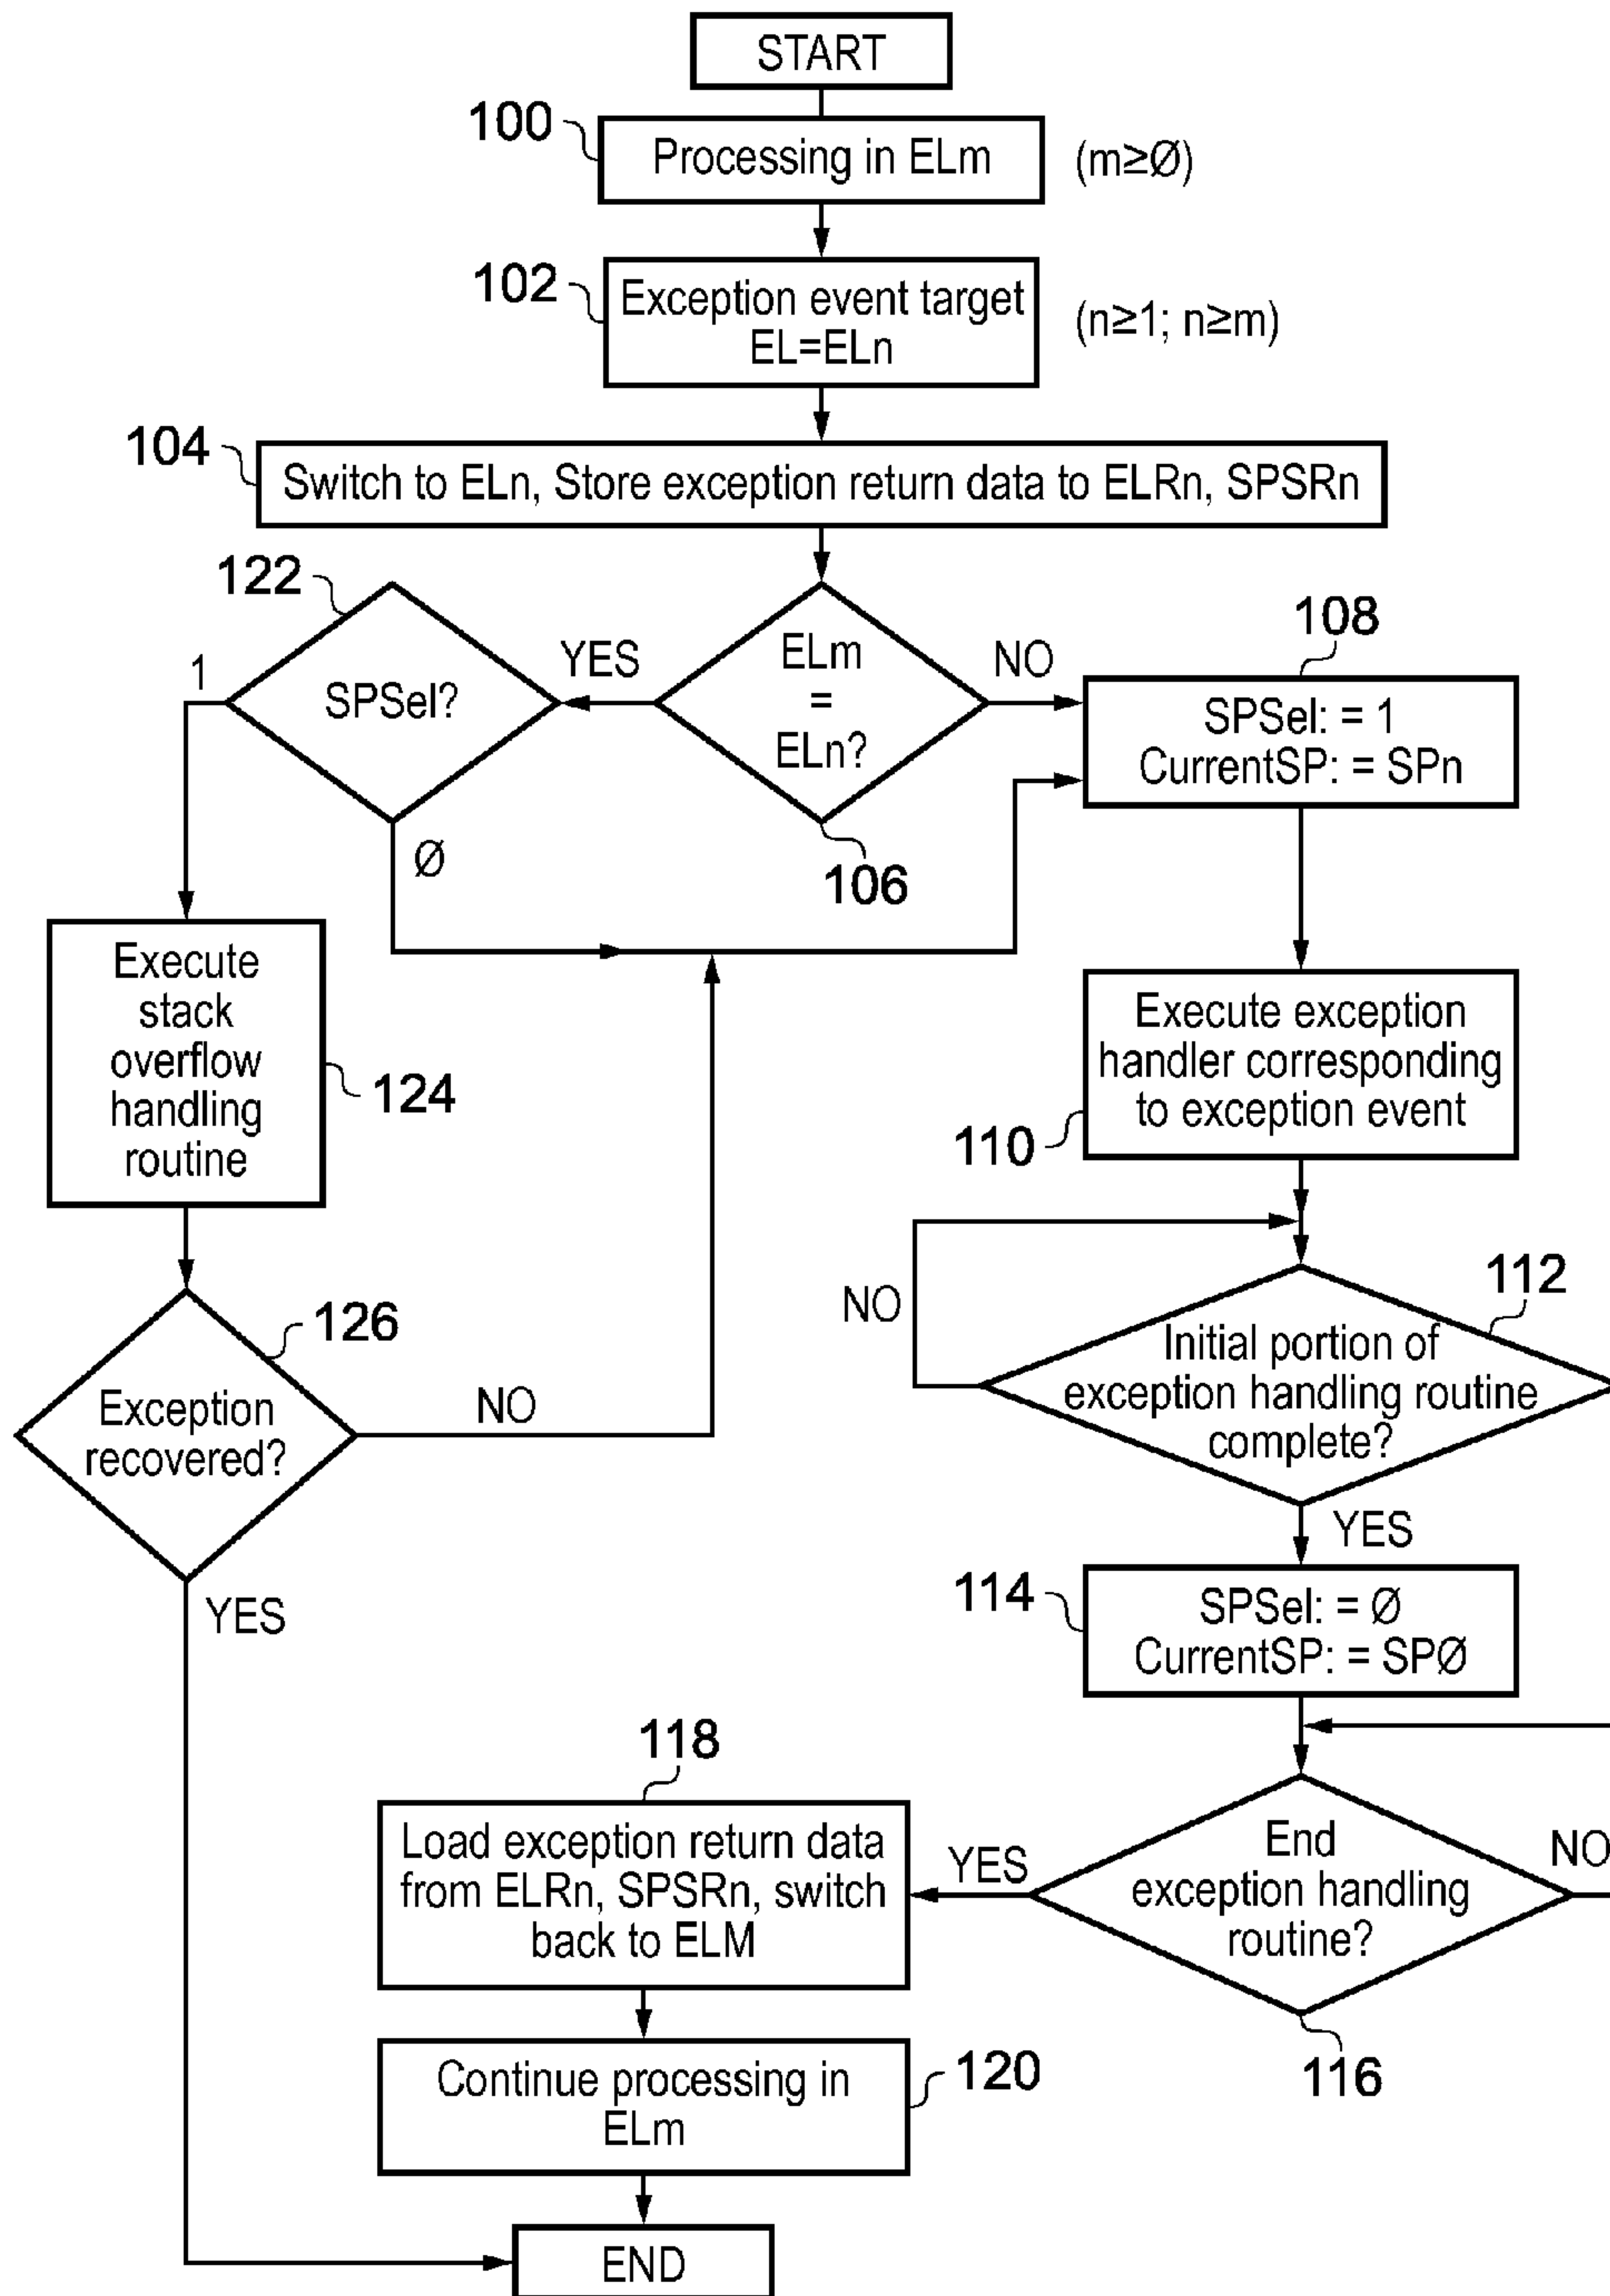 START
100
Processing in ELm
(m≥Ø)
102
Exception event target
EL=ELn
(n≥1; n≥m)
104
Switch to ELn, Store exception return data to ELRn, SPSRn
122
SPSel?
1
Ø
YES
ELm
=
ELn?
106
NO
108
SPSel: = 1
CurrentSP: = SPn
Execute
stack
overflow
handling
routine
124
Execute exception
handler corresponding
to exception event
110
126
Exception
recovered?
NO
YES
112
Initial portion of
exception handling routine
complete?
NO
YES
114
SPSel: = Ø
CurrentSP: = SPØ
End
exception handling
routine?
116
NO
YES
118
Load exception return data
from ELRn, SPSRn, switch
back to ELM
Continue processing in
ELm
120
END